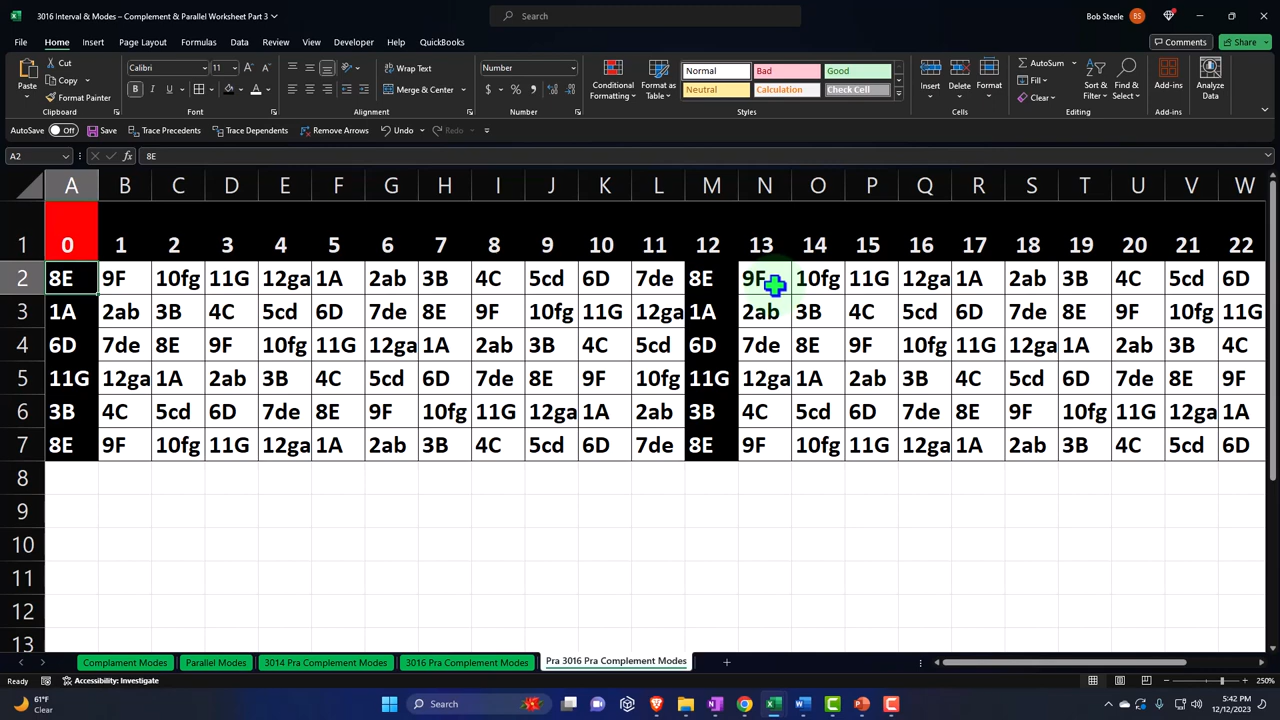 3016 Interval & Modes – Complement & Parallel Worksheet Part 3
Search
Bob Steele BS
File Home Insert Page Layout Formulas Data Review View Developer Automate Help QuickBooks
Comments Share
Paste
Cut
Copy
Format Painter
Clipboard
Calibri 11
Font
Wrap Text
Merge & Center
Alignment
Number
Number
Conditional Formatting
Format as Table
Normal Bad Good
Neutral Calculation Check Cell
Styles
Insert Delete Format
Cells
AutoSum
Fill
Clear
Sort & Filter
Find & Select
Editing
Add-ins
Add-ins
Analyze Data
AutoSave Off Save Trace Precedents Trace Dependents Remove Arrows Undo Redo
A2 fx 8E
A B C D E F G H I J K L M N O P Q R S T U V W
1 0 1 2 3 4 5 6 7 8 9 10 11 12 13 14 15 16 17 18 19 20 21 22
2 8E 9F 10fg 11G 12ga 1A 2ab 3B 4C 5cd 6D 7de 8E 9F 10fg 11G 12ga 1A 2ab 3B 4C 5cd 6D
3 1A 2ab 3B 4C 5cd 6D 7de 8E 9F 10fg 11G 12ga 1A 2ab 3B 4C 5cd 6D 7de 8E 9F 10fg 11G
4 6D 7de 8E 9F 10fg 11G 12ga 1A 2ab 3B 4C 5cd 6D 7de 8E 9F 10fg 11G 12ga 1A 2ab 3B 4C
5 11G 12ga 1A 2ab 3B 4C 5cd 6D 7de 8E 9F 10fg 11G 12ga 1A 2ab 3B 4C 5cd 6D 7de 8E 9F
6 3B 4C 5cd 6D 7de 8E 9F 10fg 11G 12ga 1A 2ab 3B 4C 5cd 6D 7de 8E 9F 10fg 11G 12ga 1A
7 8E 9F 10fg 11G 12ga 1A 2ab 3B 4C 5cd 6D 7de 8E 9F 10fg 11G 12ga 1A 2ab 3B 4C 5cd 6D
8
9
10
11
12
13
Complament Modes Parallel Modes 3014 Pra Complement Modes 3016 Pra Complement Modes Pra 3016 Pra Complement Modes
Ready Accessibility: Investigate 250%
61°F
Clear
Search
5:42 PM
12/12/2023